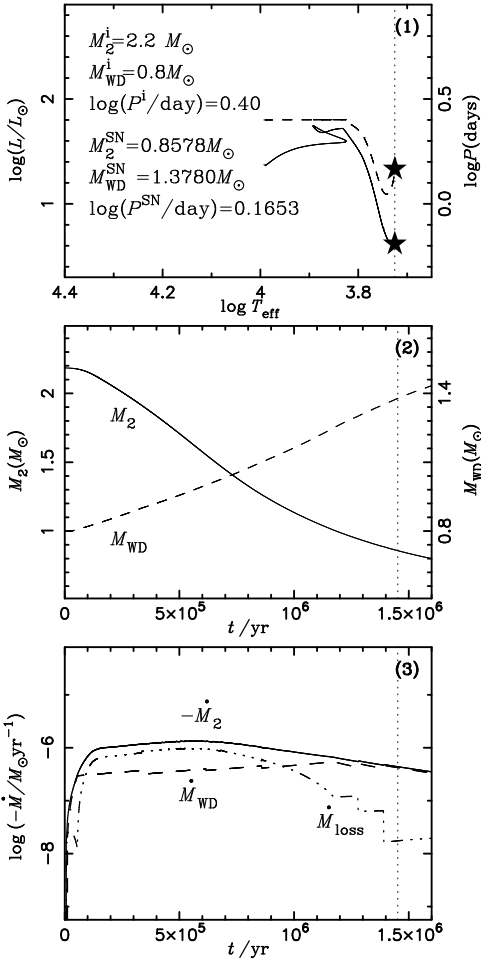 (1)
M₂ⁱ=2.2 M⊙
M_WDⁱ=0.8M⊙
log(Pⁱ/day)=0.40
M₂^SN=0.8578M⊙
M_WD^SN =1.3780M⊙
log(P^SN/day)=0.1653
log(L/L⊙)
2
1
logP(days)
0.5
0.0
4.4 4.2 4 3.8
log T_eff
(2)
M₂
M_WD
M₂(M⊙)
2
1.5
1
M_WD(M⊙)
1.4
0.8
0 5×10⁵ 10⁶ 1.5×10⁶
t/yr
(3)
−Ṁ₂
Ṁ_WD
Ṁ_loss
log (−Ṁ/M⊙yr⁻¹)
−6
−8
0 5×10⁵ 10⁶ 1.5×10⁶
t/yr